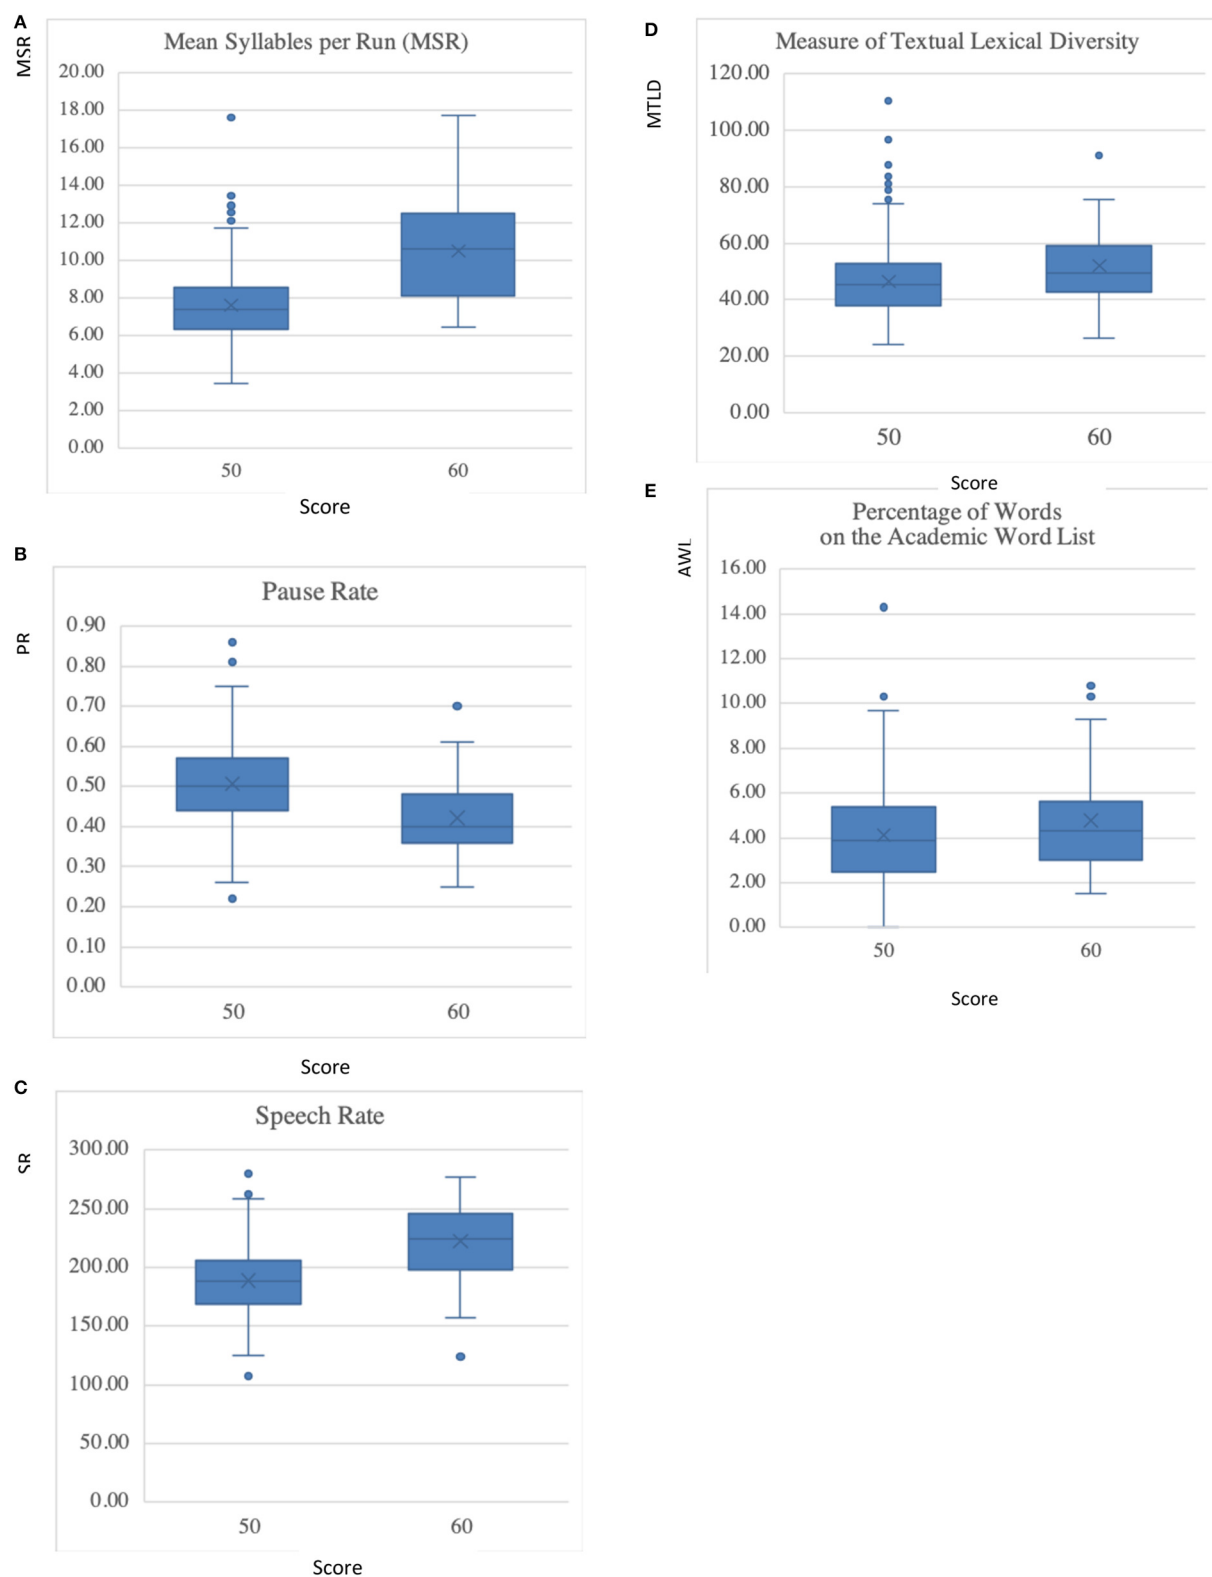 A
MSR
Mean Syllables per Run (MSR)
20.00
18.00
16.00
14.00
12.00
10.00
8.00
6.00
4.00
2.00
0.00
50 60
Score
B
PR
Pause Rate
0.90
0.80
0.70
0.60
0.50
0.40
0.30
0.20
0.10
0.00
50 60
Score
C
SR
Speech Rate
300.00
250.00
200.00
150.00
100.00
50.00
0.00
50 60
Score
D
MTLD
Measure of Textual Lexical Diversity
120.00
100.00
80.00
60.00
40.00
20.00
0.00
50 60
Score
E
AWL
Percentage of Words
on the Academic Word List
16.00
14.00
12.00
10.00
8.00
6.00
4.00
2.00
0.00
50 60
Score